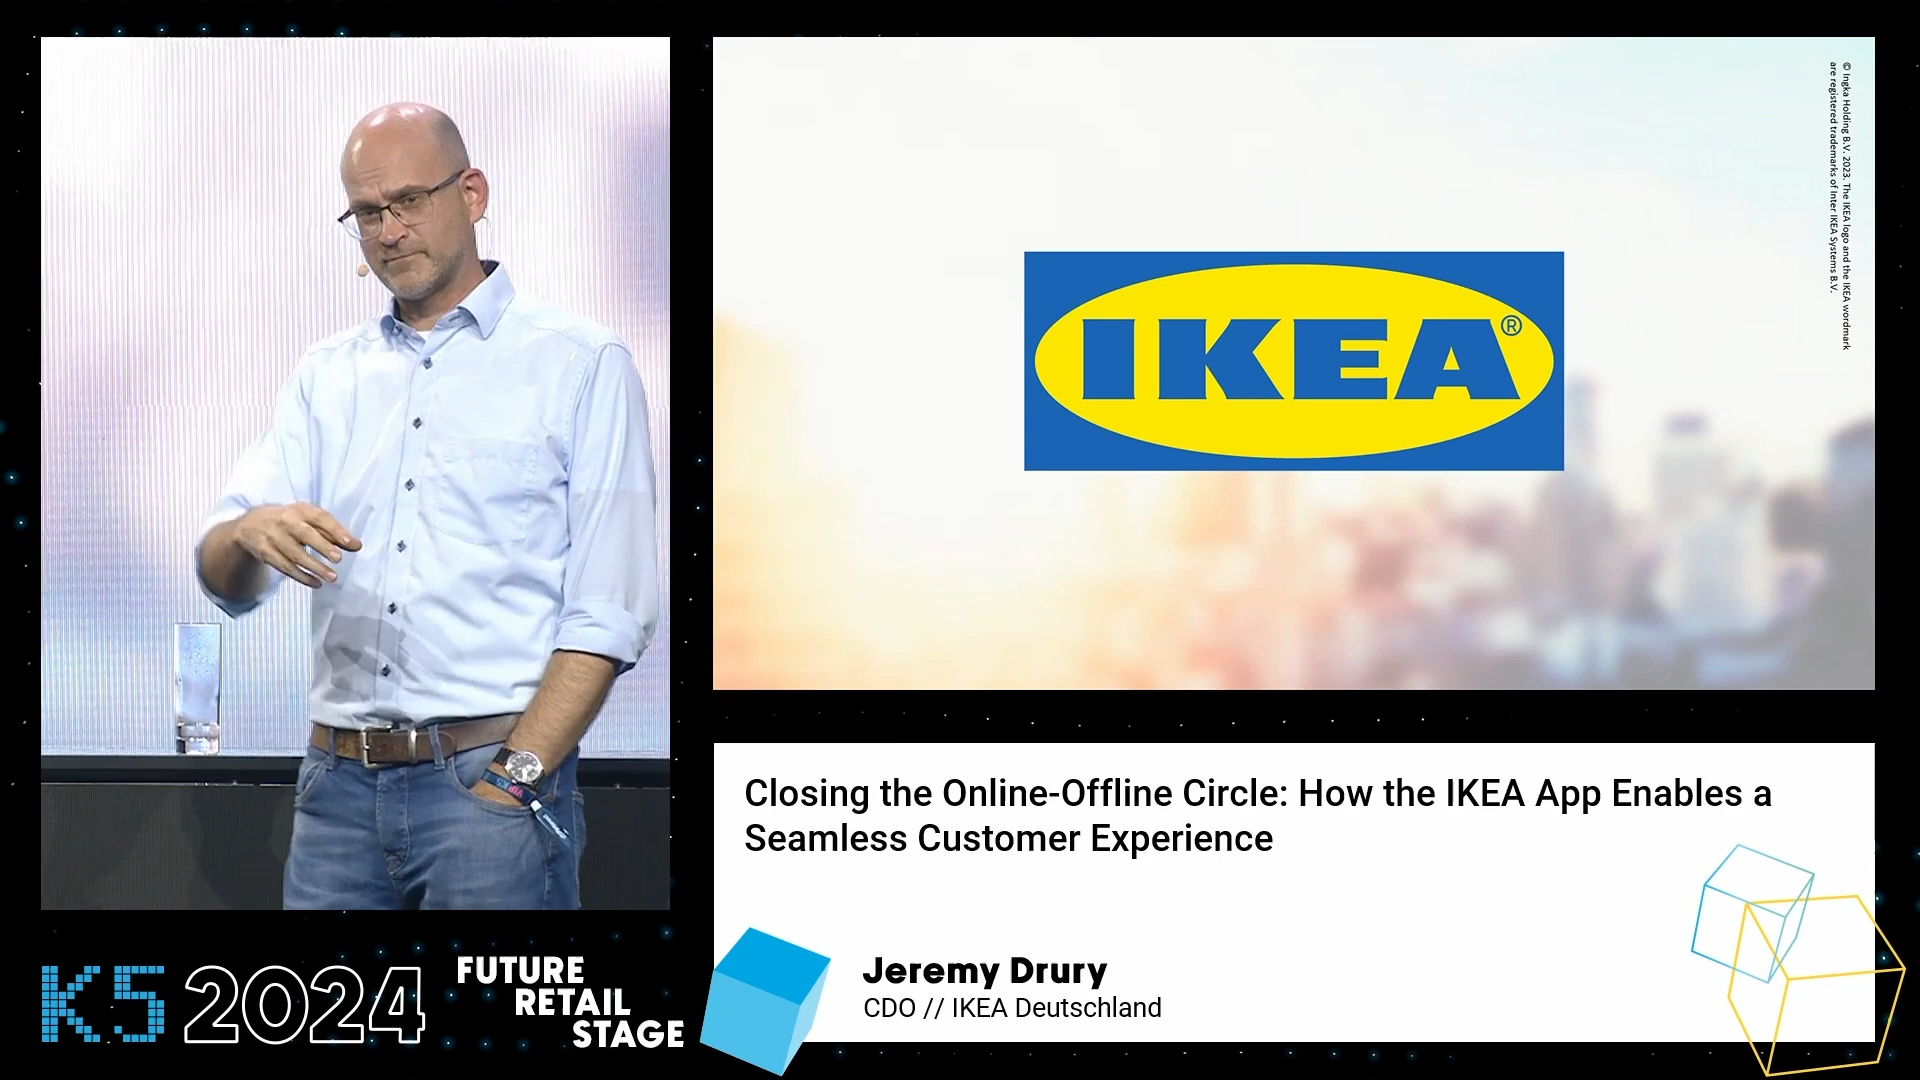 © Ingka Holding B.V. 2023. The IKEA logo and the IKEA wordmark
are registered trademarks of Inter IKEA Systems B.V.
IKEA®
VIP K5
Closing the Online-Offline Circle: How the IKEA App Enables a
Seamless Customer Experience
Jeremy Drury
CDO // IKEA Deutschland
K5 2024
FUTURE
RETAIL
STAGE